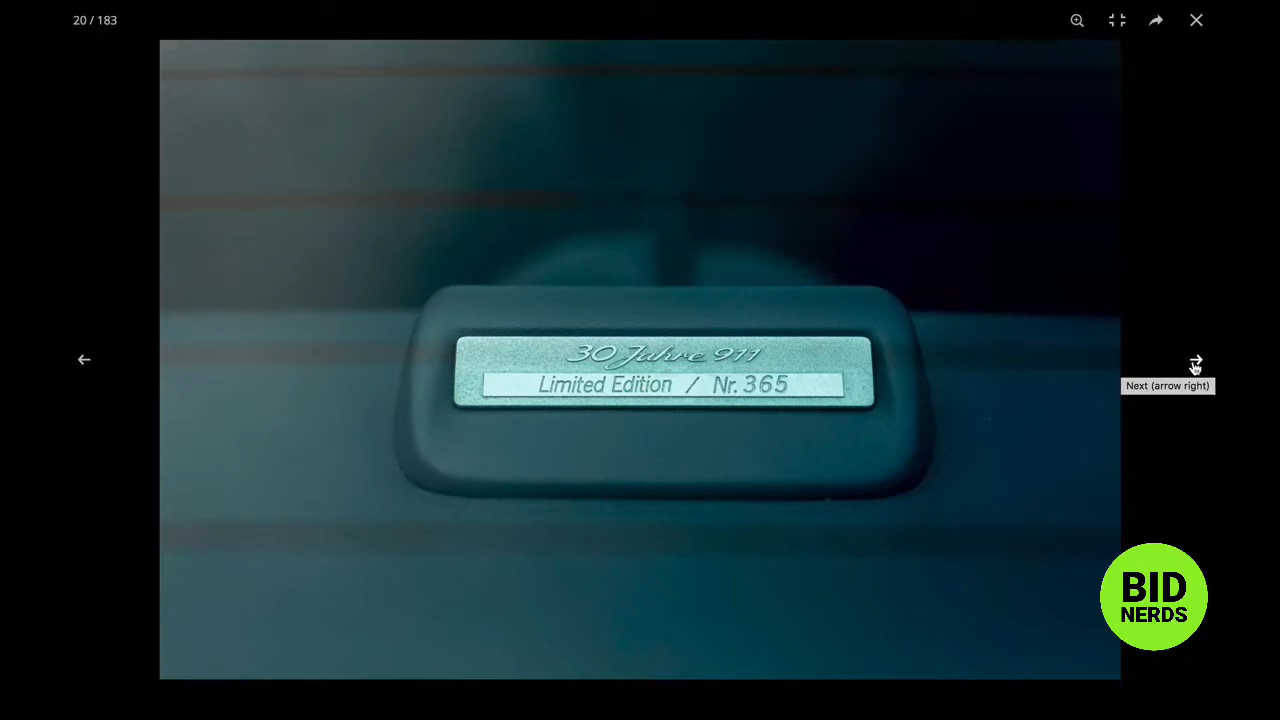 20 / 183
30 Jahre 911
Limited Edition / Nr. 365
Next (arrow right)
BID
NERDS